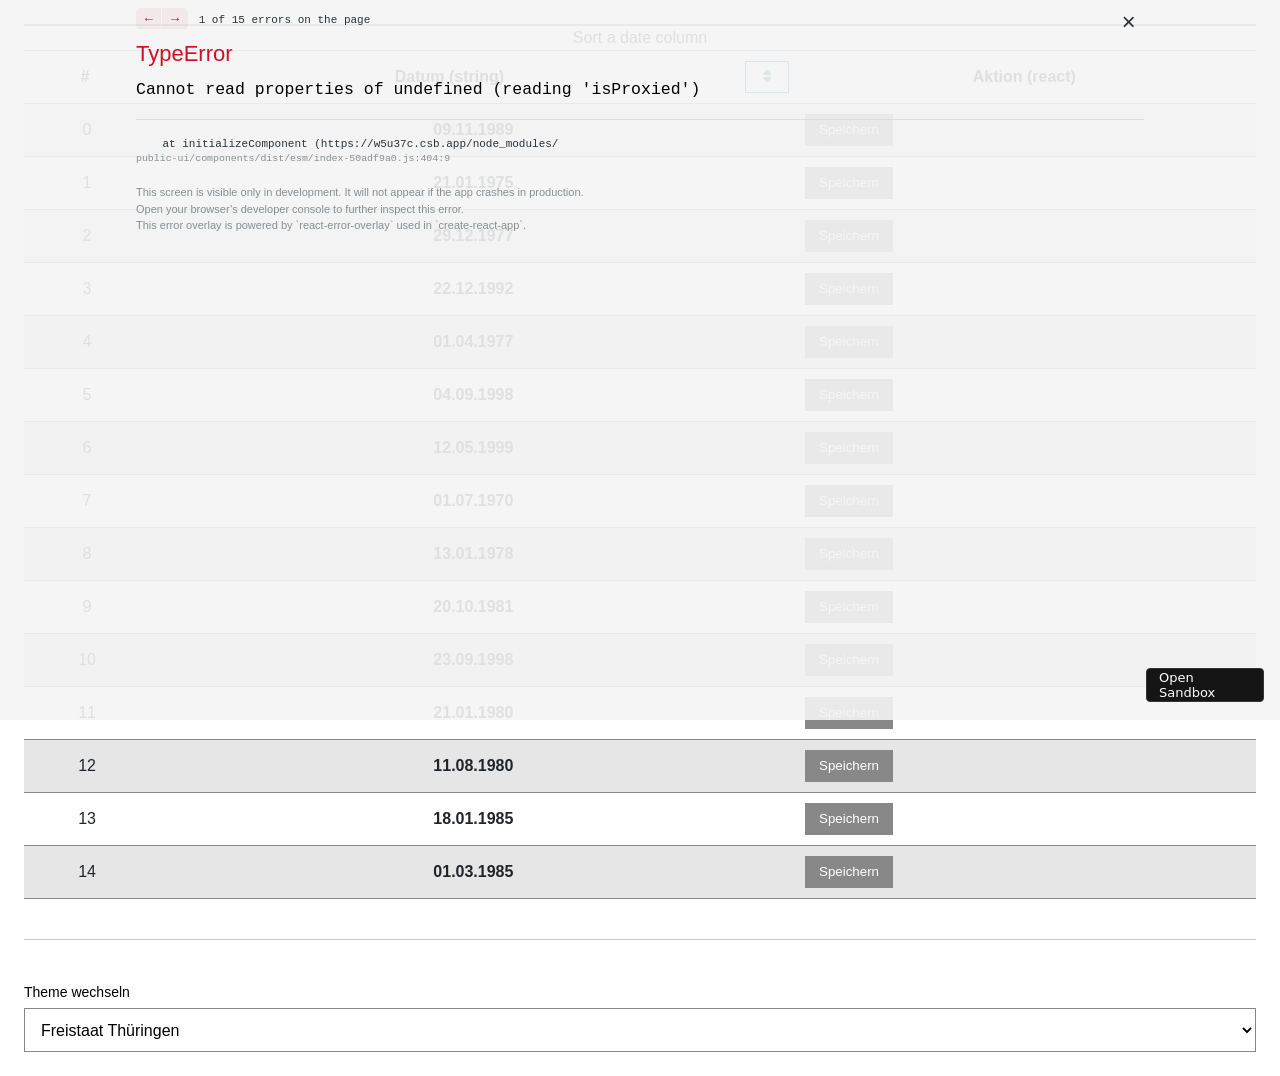 ← → 1 of 15 errors on the page ×
Sort a date column
TypeError
# Datum (string) Aktion (react)
Cannot read properties of undefined (reading 'isProxied')
0 09.11.1989 Speichern
at initializeComponent (https://w5u37c.csb.app/node_modules/
public-ui/components/dist/esm/index-50adf9a0.js:404:9
1 21.01.1975 Speichern
This screen is visible only in development. It will not appear if the app crashes in production.
Open your browser’s developer console to further inspect this error.
This error overlay is powered by `react-error-overlay` used in `create-react-app`.
2 29.12.1977 Speichern
3 22.12.1992 Speichern
4 01.04.1977 Speichern
5 04.09.1998 Speichern
6 12.05.1999 Speichern
7 01.07.1970 Speichern
8 13.01.1978 Speichern
9 20.10.1981 Speichern
10 23.09.1998 Speichern
Open
Sandbox
11 21.01.1980 Speichern
12 11.08.1980 Speichern
13 18.01.1985 Speichern
14 01.03.1985 Speichern
Theme wechseln
Freistaat Thüringen